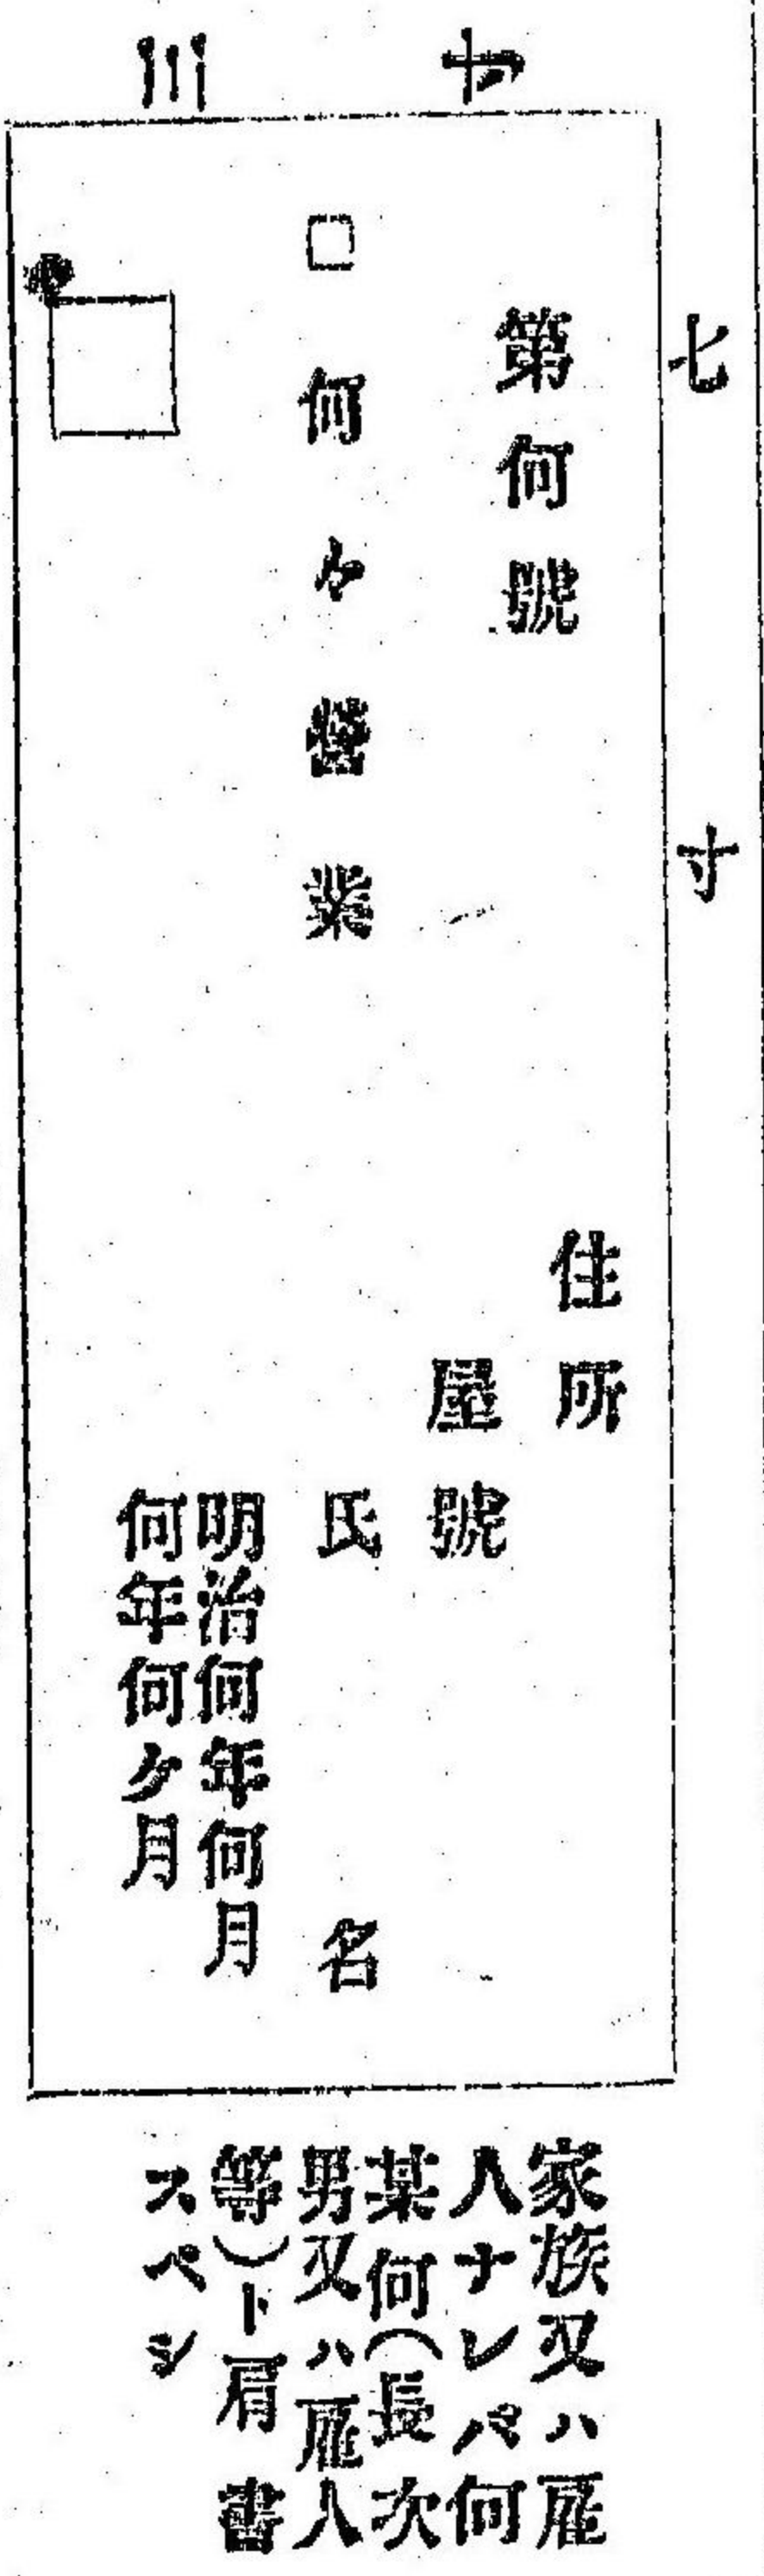 七寸
三寸
第何號
住所
屋號
□何々營業
氏名
明治何年何月
何年何ケ月
家族又ハ雇
人ナレバ何
某何(長次
男又ハ雇人
等)ト肩書
スベシ